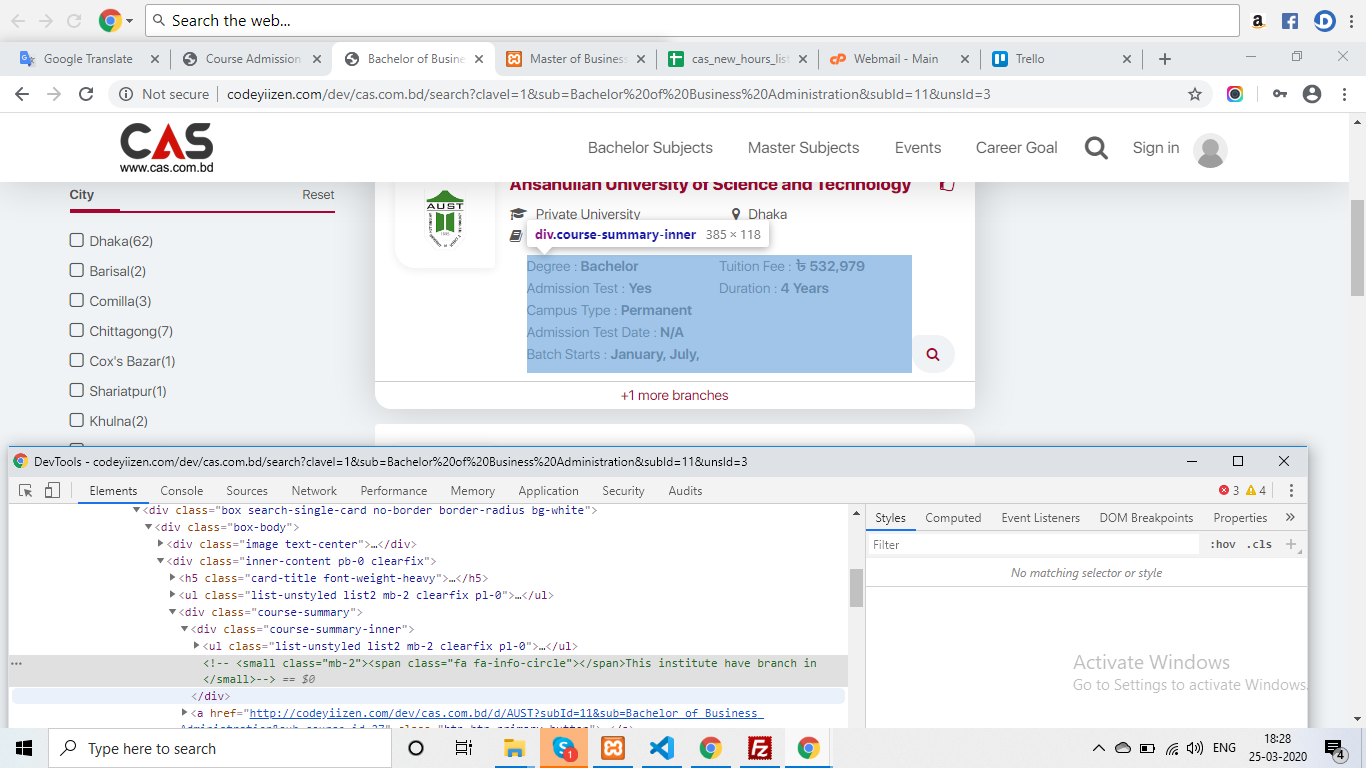 Search the web...
Google Translate
Course Admission
Bachelor of Busine
Master of Business
cas_new_hours_list
Webmail - Main
Trello
Not secure codeyiizen.com/dev/cas.com.bd/search?clavel=1&sub=Bachelor%20of%20Business%20Administration&subId=11&unsId=3
CAS
www.cas.com.bd
Bachelor Subjects Master Subjects Events Career Goal Sign in
City Reset
Dhaka(62)
Barisal(2)
Comilla(3)
Chittagong(7)
Cox's Bazar(1)
Shariatpur(1)
Khulna(2)
Ahsanullah University of Science and Technology
AUST
Private University Dhaka
div.course-summary-inner 385 × 118
Degree : Bachelor Tuition Fee : ৳ 532,979
Admission Test : Yes Duration : 4 Years
Campus Type : Permanent
Admission Test Date : N/A
Batch Starts : January, July,
+1 more branches
DevTools - codeyiizen.com/dev/cas.com.bd/search?clavel=1&sub=Bachelor%20of%20Business%20Administration&subId=11&unsId=3
Elements Console Sources Network Performance Memory Application Security Audits 3 4
<div class="box search-single-card no-border border-radius bg-white">
<div class="box-body">
<div class="image text-center">…</div>
<div class="inner-content pb-0 clearfix">
<h5 class="card-title font-weight-heavy">…</h5>
<ul class="list-unstyled list2 mb-2 clearfix pl-0">…</ul>
<div class="course-summary">
<div class="course-summary-inner">
<ul class="list-unstyled list2 mb-2 clearfix pl-0">…</ul>
<!-- <small class="mb-2"><span class="fa fa-info-circle"></span>This institute have branch in
</small>--> == $0
</div>
<a href="http://codeyiizen.com/dev/cas.com.bd/d/AUST?subId=11&sub=Bachelor of Business
Styles Computed Event Listeners DOM Breakpoints Properties »
Filter :hov .cls +
No matching selector or style
Activate Windows
Go to Settings to activate Windows.
Type here to search
1
ENG
18:28
25-03-2020
4